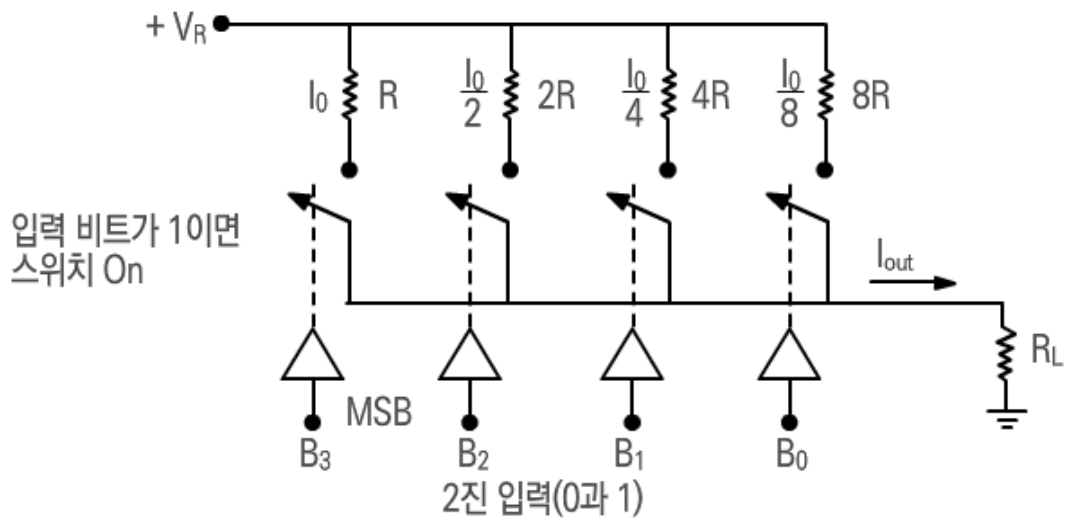 + V_R
I₀ R
I₀/2 2R
I₀/4 4R
I₀/8 8R
입력 비트가 1이면
스위치 On
I_out
R_L
MSB
B₃ B₂ B₁ B₀
2진 입력(0과 1)